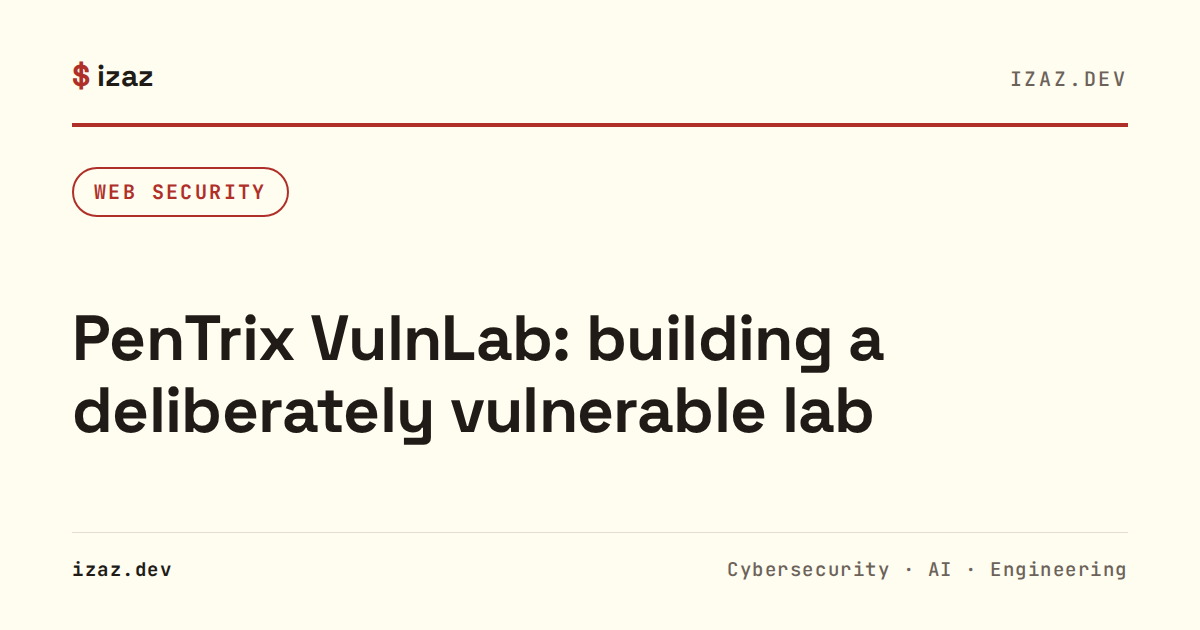 $ izaz
IZAZ.DEV
WEB SECURITY
PenTrix VulnLab: building a
deliberately vulnerable lab
izaz.dev
Cybersecurity · AI · Engineering